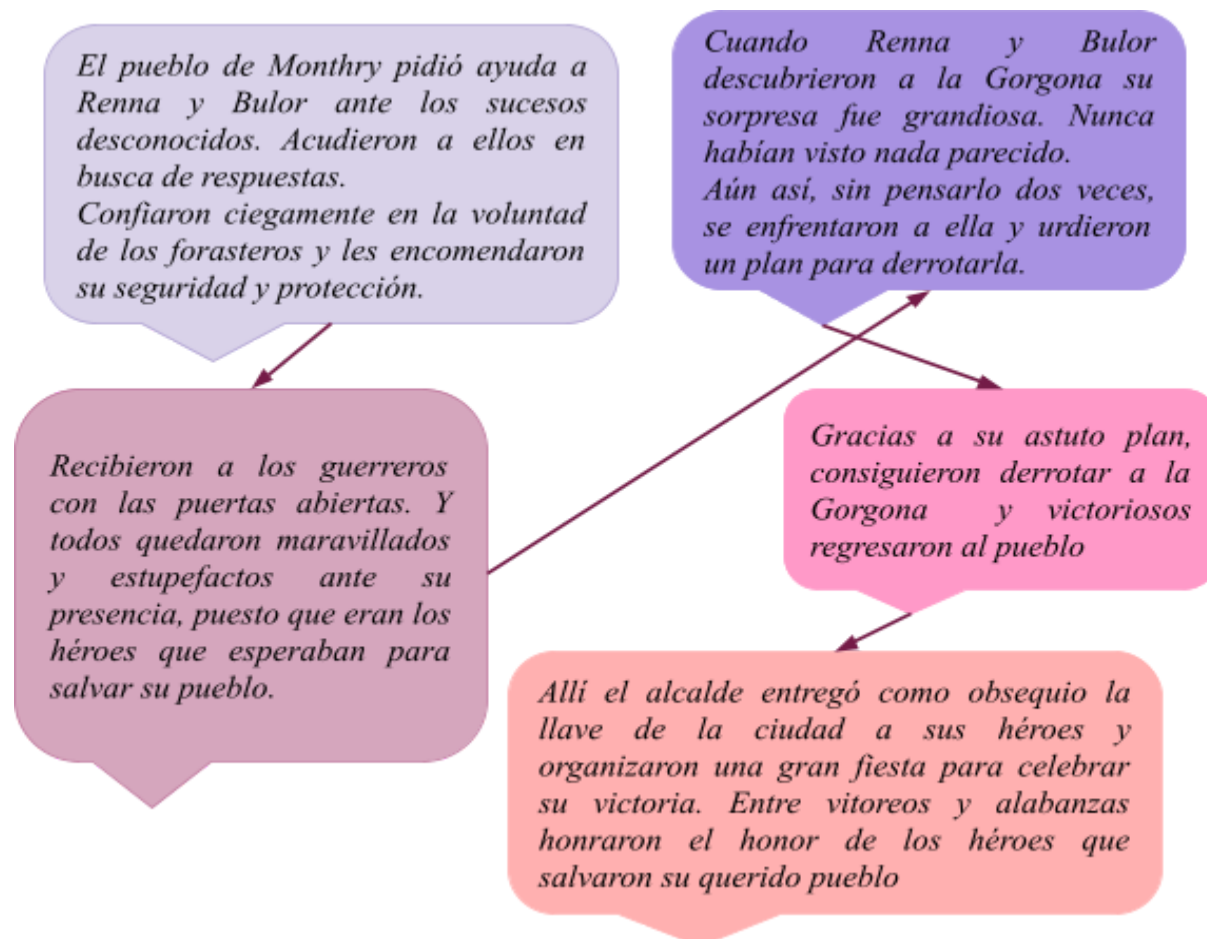 El pueblo de Monthry pidió ayuda a
Renna y Bulor ante los sucesos
desconocidos. Acudieron a ellos en
busca de respuestas.
Confiaron ciegamente en la voluntad
de los forasteros y les encomendaron
su seguridad y protección.
Recibieron a los guerreros
con las puertas abiertas. Y
todos quedaron maravillados
y estupefactos ante su
presencia, puesto que eran los
héroes que esperaban para
salvar su pueblo.
Cuando Renna y Bulor
descubrieron a la Gorgona su
sorpresa fue grandiosa. Nunca
habían visto nada parecido.
Aún así, sin pensarlo dos veces,
se enfrentaron a ella y urdieron
un plan para derrotarla.
Gracias a su astuto plan,
consiguieron derrotar a la
Gorgona y victoriosos
regresaron al pueblo
Allí el alcalde entregó como obsequio la
llave de la ciudad a sus héroes y
organizaron una gran fiesta para celebrar
su victoria. Entre vitoreos y alabanzas
honraron el honor de los héroes que
salvaron su querido pueblo